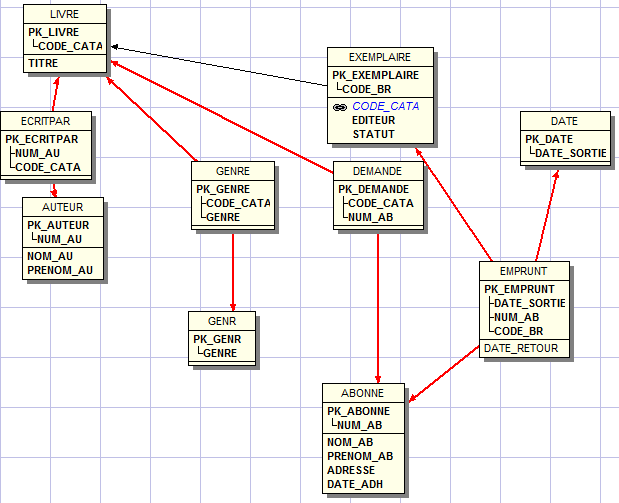 LIVRE
PK_LIVRE
CODE_CATA
TITRE
EXEMPLAIRE
PK_EXEMPLAIRE
CODE_BR
CODE_CATA
EDITEUR
STATUT
ECRITPAR
PK_ECRITPAR
NUM_AU
CODE_CATA
DATE
PK_DATE
DATE_SORTIE
GENRE
PK_GENRE
CODE_CATA
GENRE
DEMANDE
PK_DEMANDE
CODE_CATA
NUM_AB
AUTEUR
PK_AUTEUR
NUM_AU
NOM_AU
PRENOM_AU
EMPRUNT
PK_EMPRUNT
DATE_SORTIE
NUM_AB
CODE_BR
DATE_RETOUR
GENR
PK_GENR
GENRE
ABONNE
PK_ABONNE
NUM_AB
NOM_AB
PRENOM_AB
ADRESSE
DATE_ADH